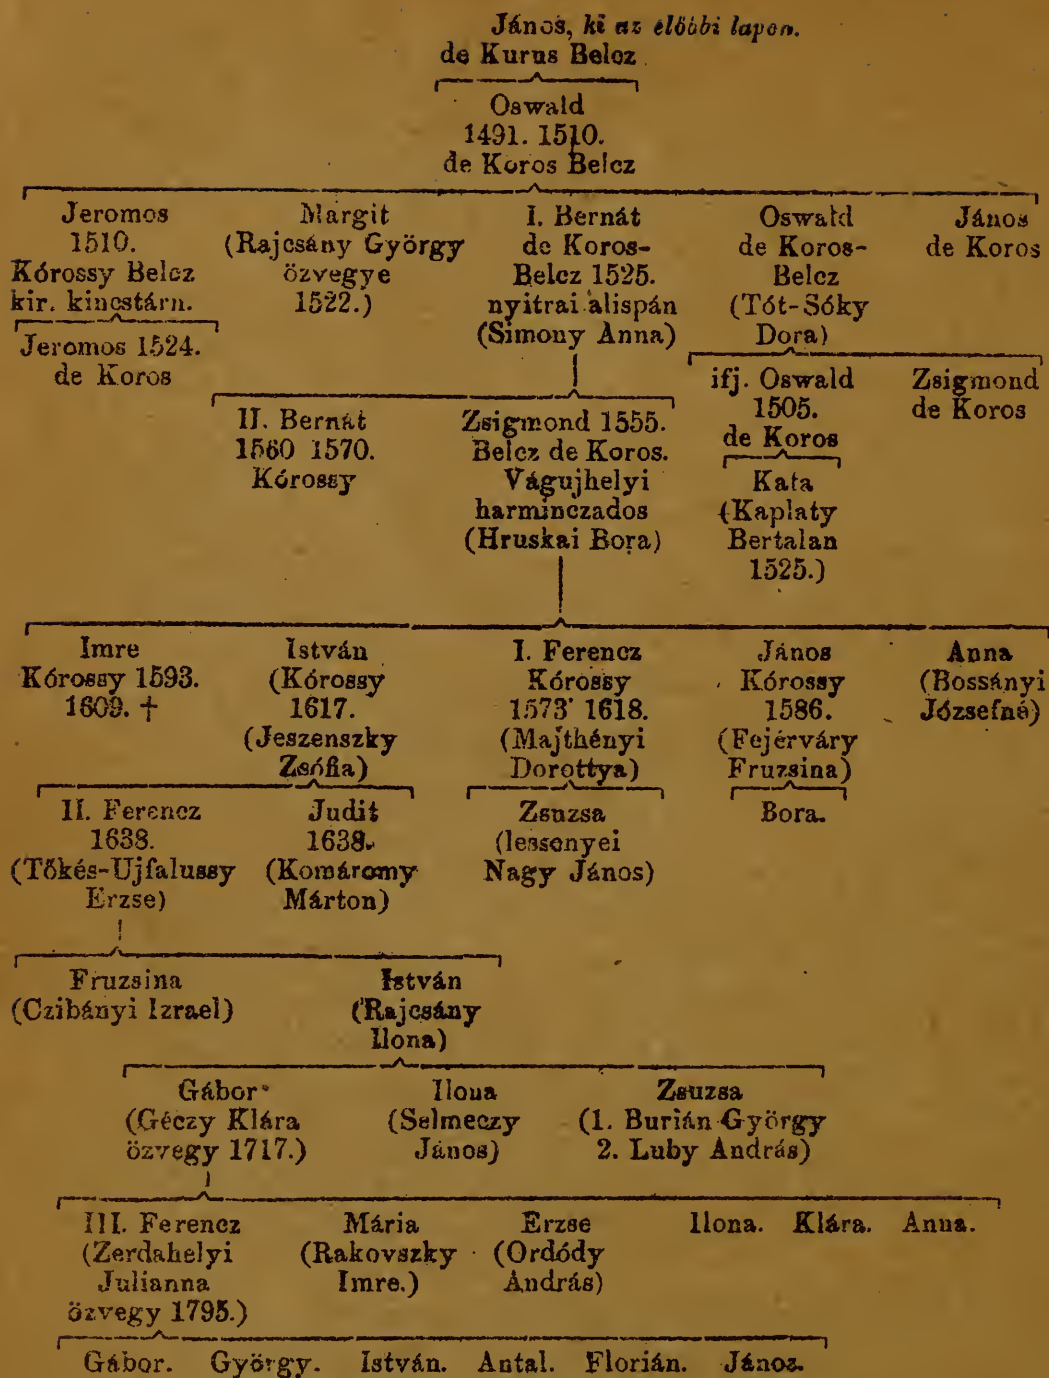 János, ki az előbbi lapon.
de Kurus Belcz
Oswald
1491. 1510.
de Koros Belcz
Jeromos
1510.
Kórossy Belcz
kir. kincstárn.
Margit
(Rajcsány György
özvegye
1522.)
I. Bernát
de Koros-
Belcz 1525.
nyitrai alispán
(Simony Anna)
Oswald
de Koros-
Belcz
(Tót-Sóky
Dora)
János
de Koros
Jeromos 1524.
de Koros
II. Bernát
1560 1570.
Kórossy
Zsigmond 1555.
Belcz de Koros.
Vágujhelyi
harminczados
(Hruskai Bora)
ifj. Oswald
1505.
de Koros
Zsigmond
de Koros
Kata
(Kaplaty
Bertalan
1525.)
Imre
Kórossy 1593.
1609. †
István
(Kórossy
1617.
(Jeszenszky
Zsófia)
I. Ferencz
Kórossy
1573 1618.
(Majthényi
Dorottya)
János
Kórossy
1586.
(Fejérváry
Fruzsina)
Anna
(Bossányi
Józsefné)
II. Ferencz
1638.
(Tőkés-Ujfalussy
Erzse)
Judit
1638.
(Komáromy
Márton)
Zsuzsa
(lessenyei
Nagy János)
Bora.
Fruzsina
(Czibányi Izrael)
István
(Rajcsány
Ilona)
Gábor
(Géczy Klára
özvegy 1717.)
Ilona
(Selmeczy
János)
Zsuzsa
(1. Burián György
2. Luby András)
III. Ferencz
(Zerdahelyi
Julianna
özvegy 1795.)
Mária
(Rakovszky
Imre.)
Erzse
(Ordódy
András)
Ilona. Klára. Anna.
Gábor. György. István. Antal. Florián. János.